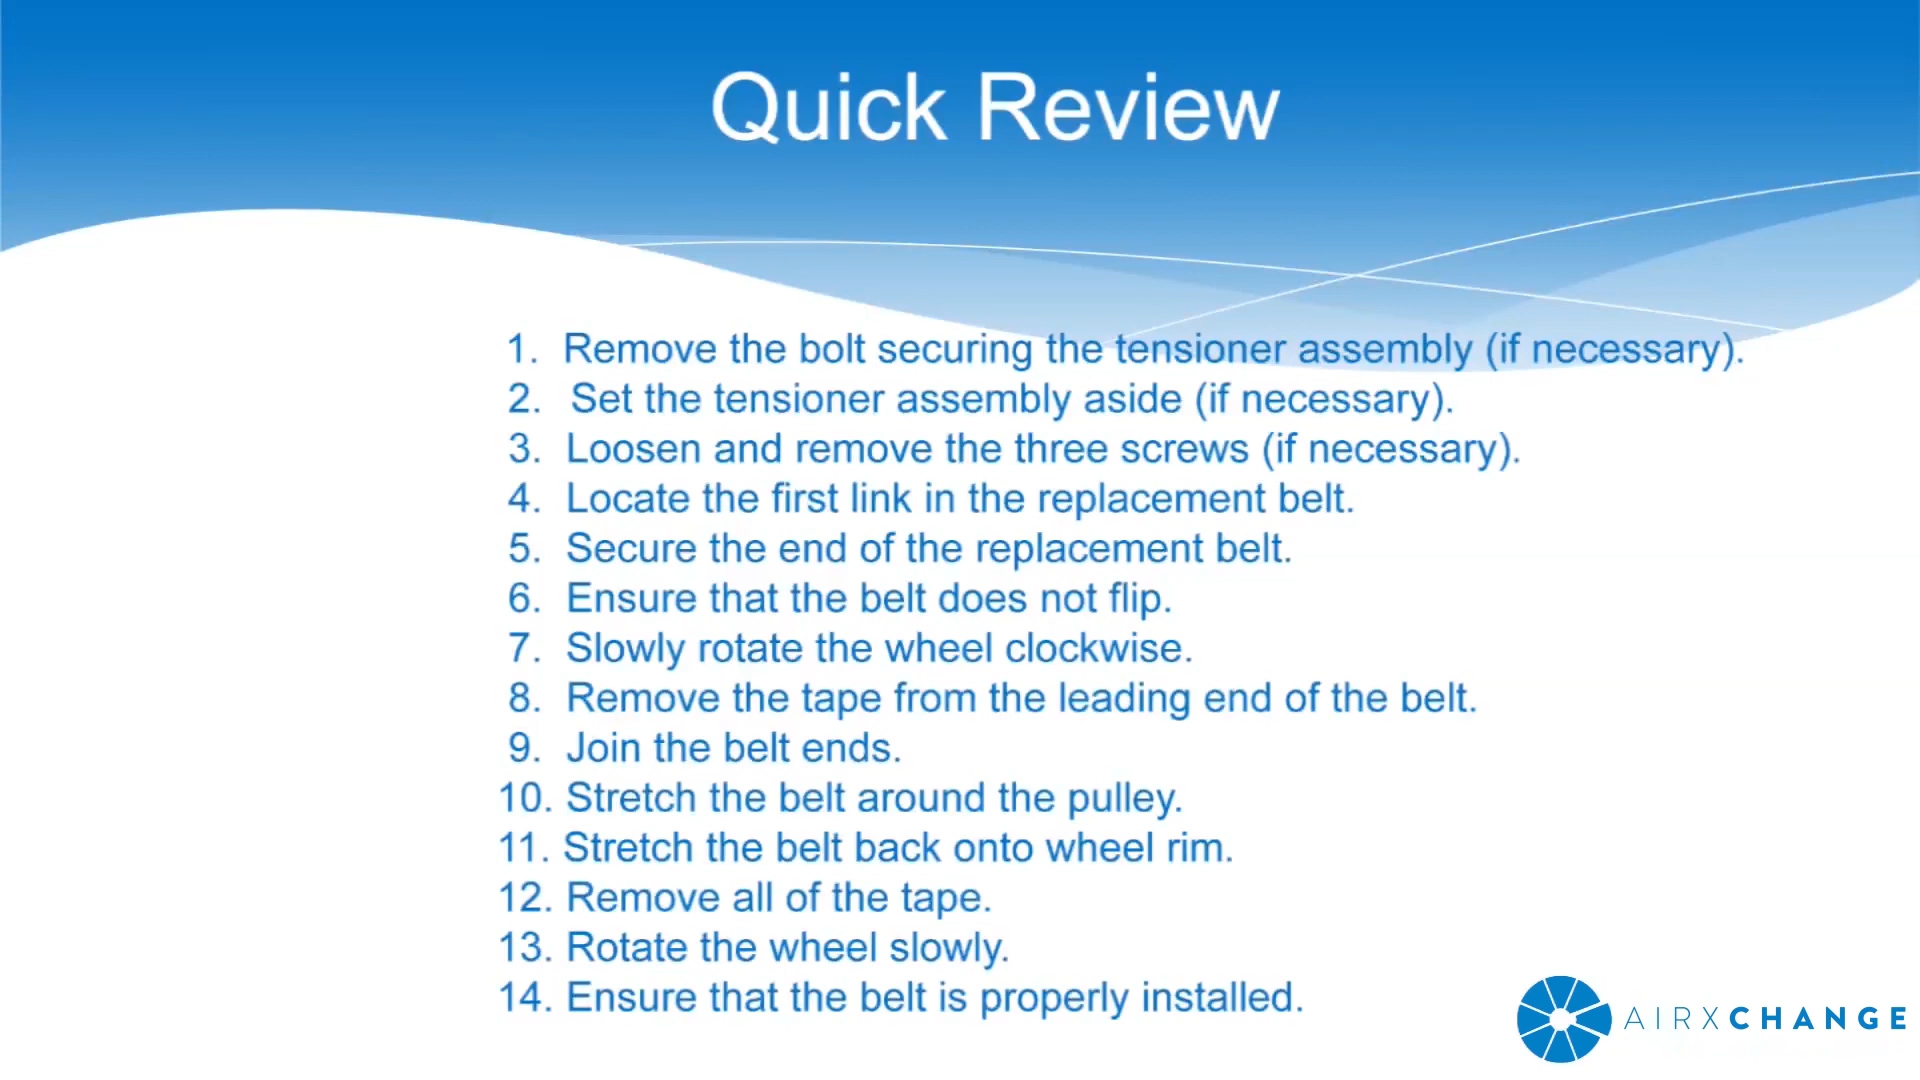 Quick Review
1. Remove the bolt securing the tensioner assembly (if necessary).
2. Set the tensioner assembly aside (if necessary).
3. Loosen and remove the three screws (if necessary).
4. Locate the first link in the replacement belt.
5. Secure the end of the replacement belt.
6. Ensure that the belt does not flip.
7. Slowly rotate the wheel clockwise.
8. Remove the tape from the leading end of the belt.
9. Join the belt ends.
10. Stretch the belt around the pulley.
11. Stretch the belt back onto wheel rim.
12. Remove all of the tape.
13. Rotate the wheel slowly.
14. Ensure that the belt is properly installed.
AIRXCHANGE